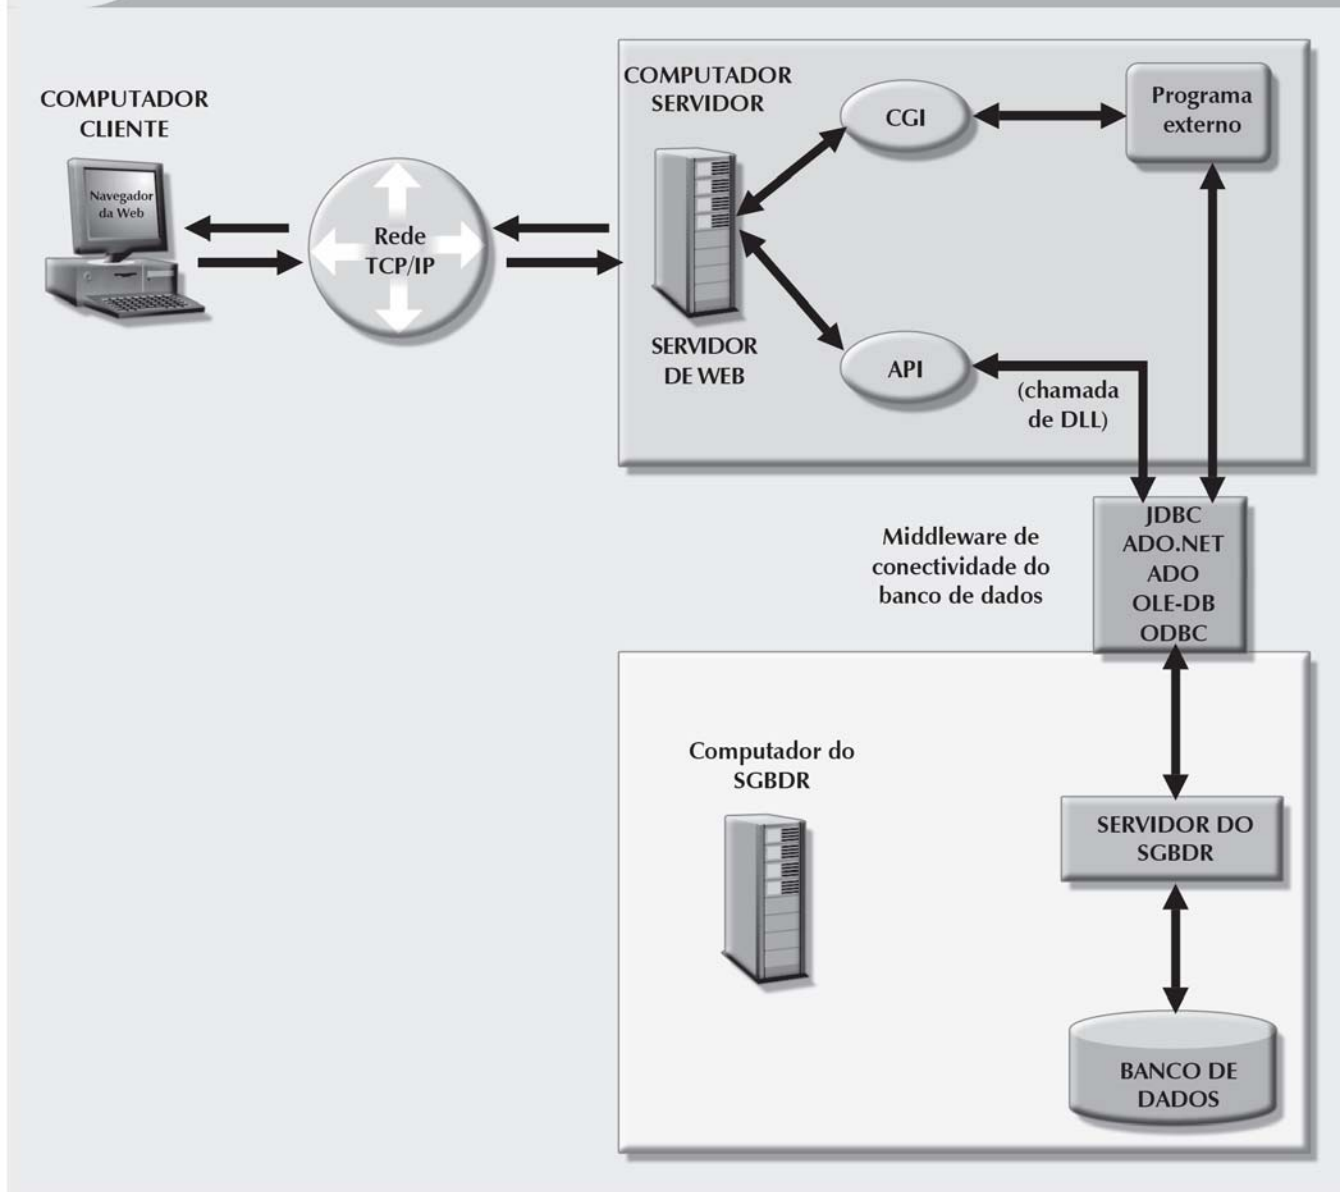 COMPUTADOR
CLIENTE
Navegador
da Web
Rede
TCP/IP
COMPUTADOR
SERVIDOR
SERVIDOR
DE WEB
CGI
Programa
externo
API
(chamada
de DLL)
Middleware de
conectividade do
banco de dados
JDBC
ADO.NET
ADO
OLE-DB
ODBC
Computador do
SGBDR
SERVIDOR DO
SGBDR
BANCO DE
DADOS